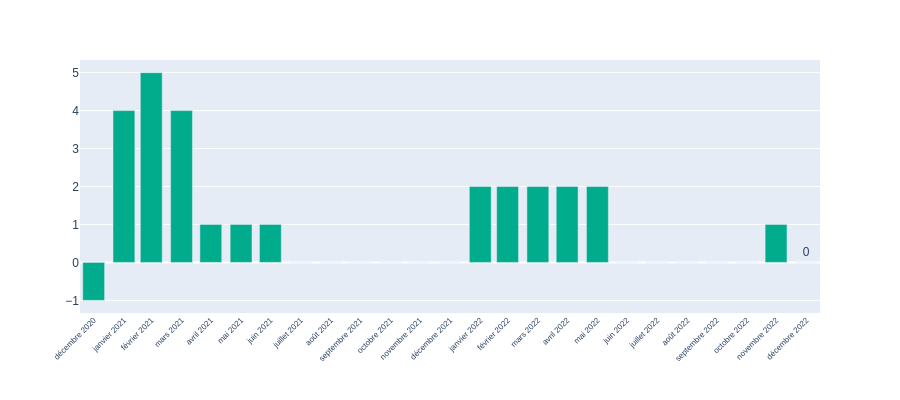 5
4
3
2
1
0
−1
0
décembre 2020
janvier 2021
février 2021
mars 2021
avril 2021
mai 2021
juin 2021
juillet 2021
août 2021
septembre 2021
octobre 2021
novembre 2021
décembre 2021
janvier 2022
février 2022
mars 2022
avril 2022
mai 2022
juin 2022
juillet 2022
août 2022
septembre 2022
octobre 2022
novembre 2022
décembre 2022